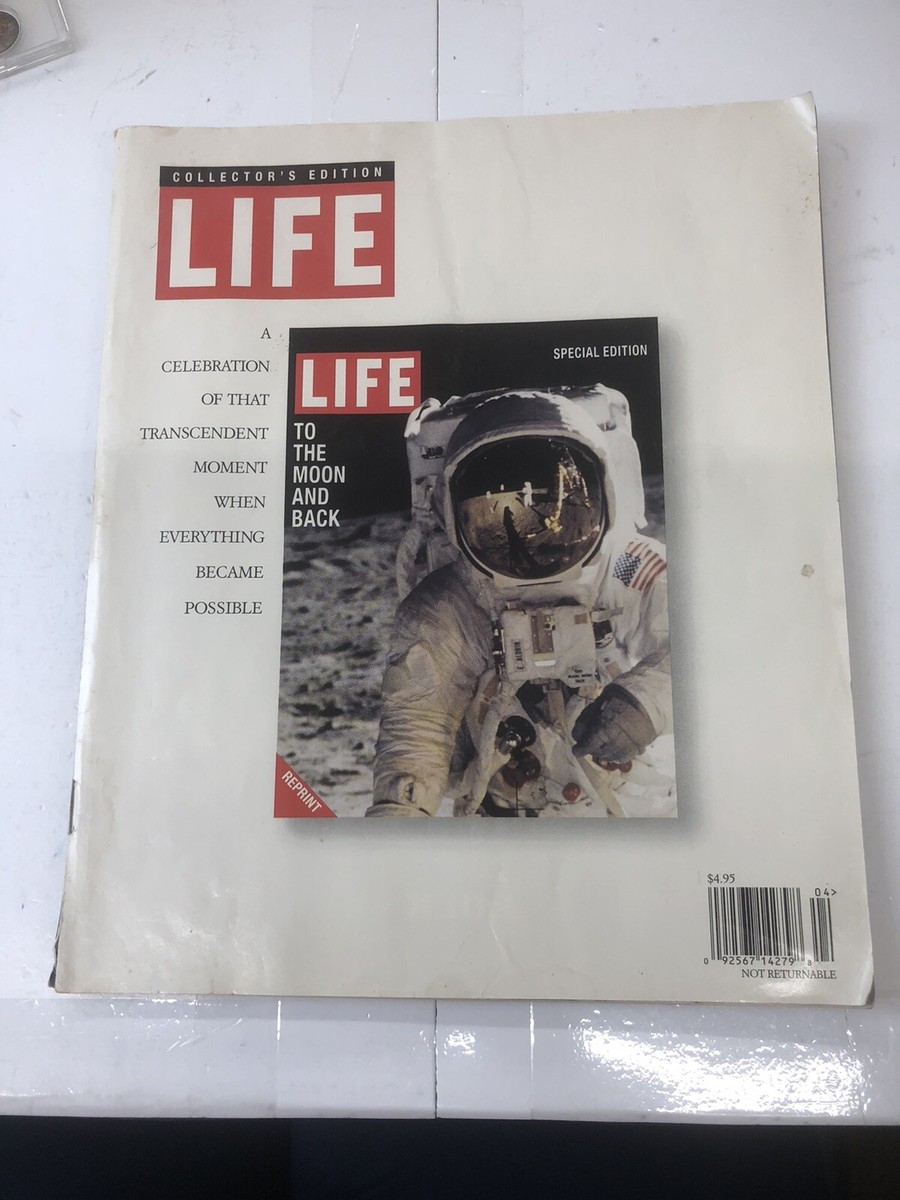 COLLECTOR'S EDITION
LIFE
A
CELEBRATION
OF THAT
TRANSCENDENT
MOMENT
WHEN
EVERYTHING
BECAME
POSSIBLE
SPECIAL EDITION
LIFE
TO
THE
MOON
AND
BACK
E. ALDRIN
REPRINT
$4.95
04>
0 92567 14279 8
NOT RETURNABLE